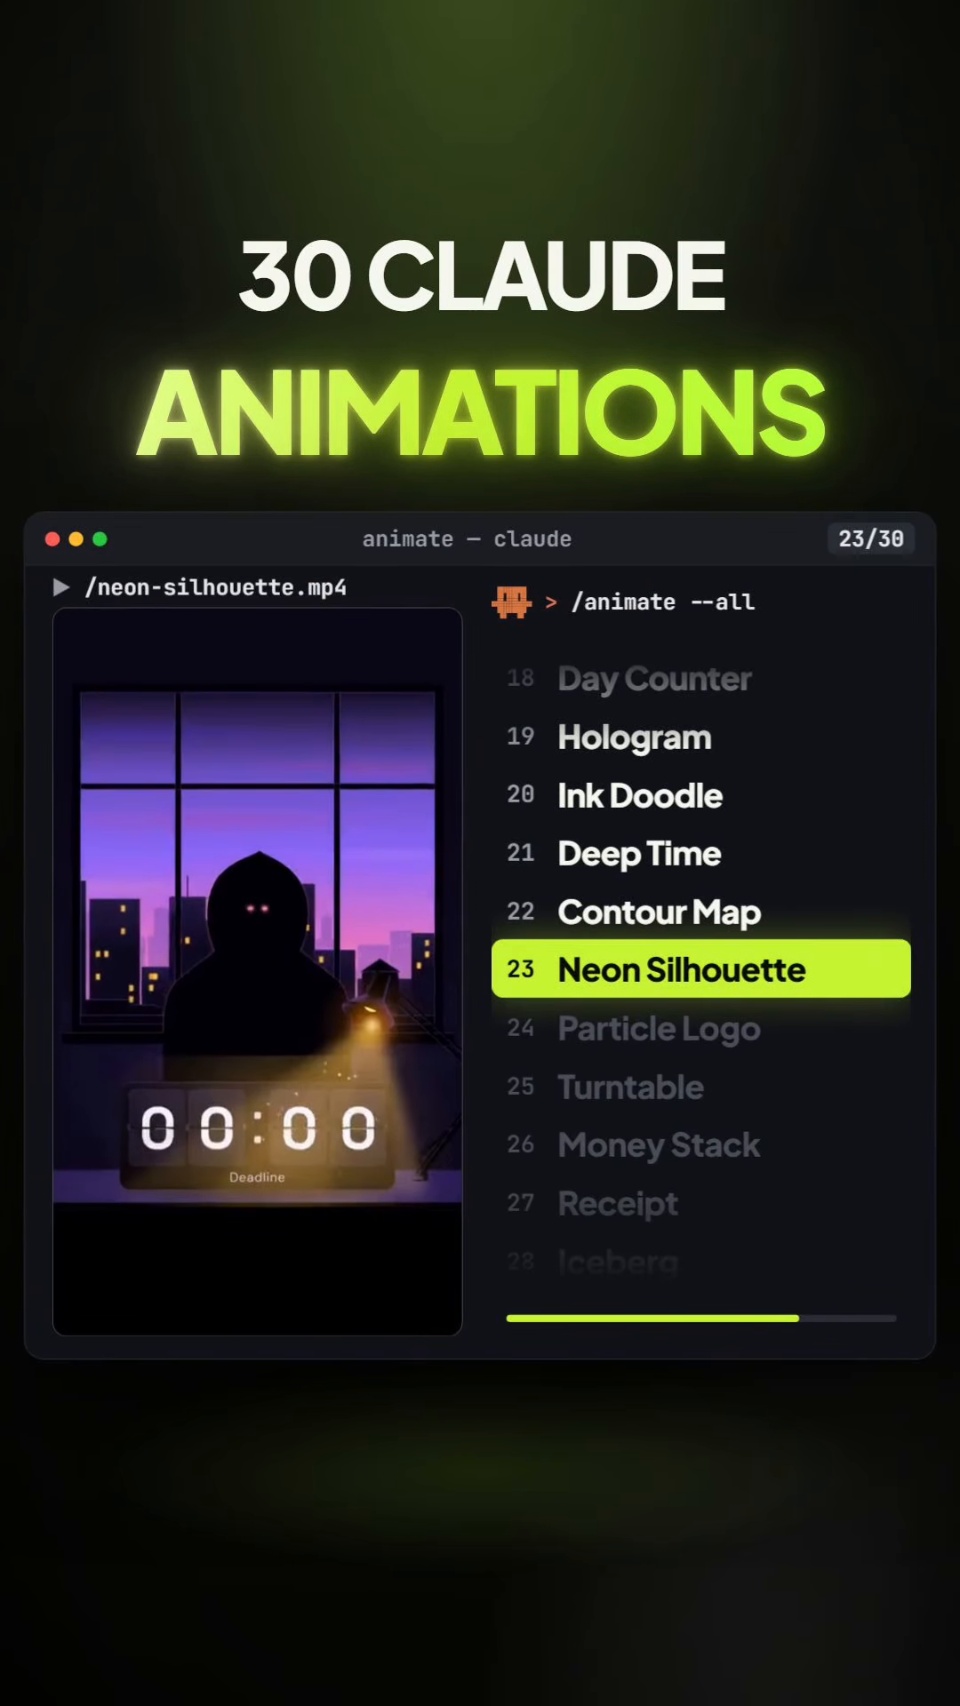 30 CLAUDE
ANIMATIONS
animate — claude
23/30
/neon-silhouette.mp4
> /animate --all
18 Day Counter
19 Hologram
20 Ink Doodle
21 Deep Time
22 Contour Map
23 Neon Silhouette
24 Particle Logo
25 Turntable
26 Money Stack
27 Receipt
28 Iceberg
00:00
Deadline